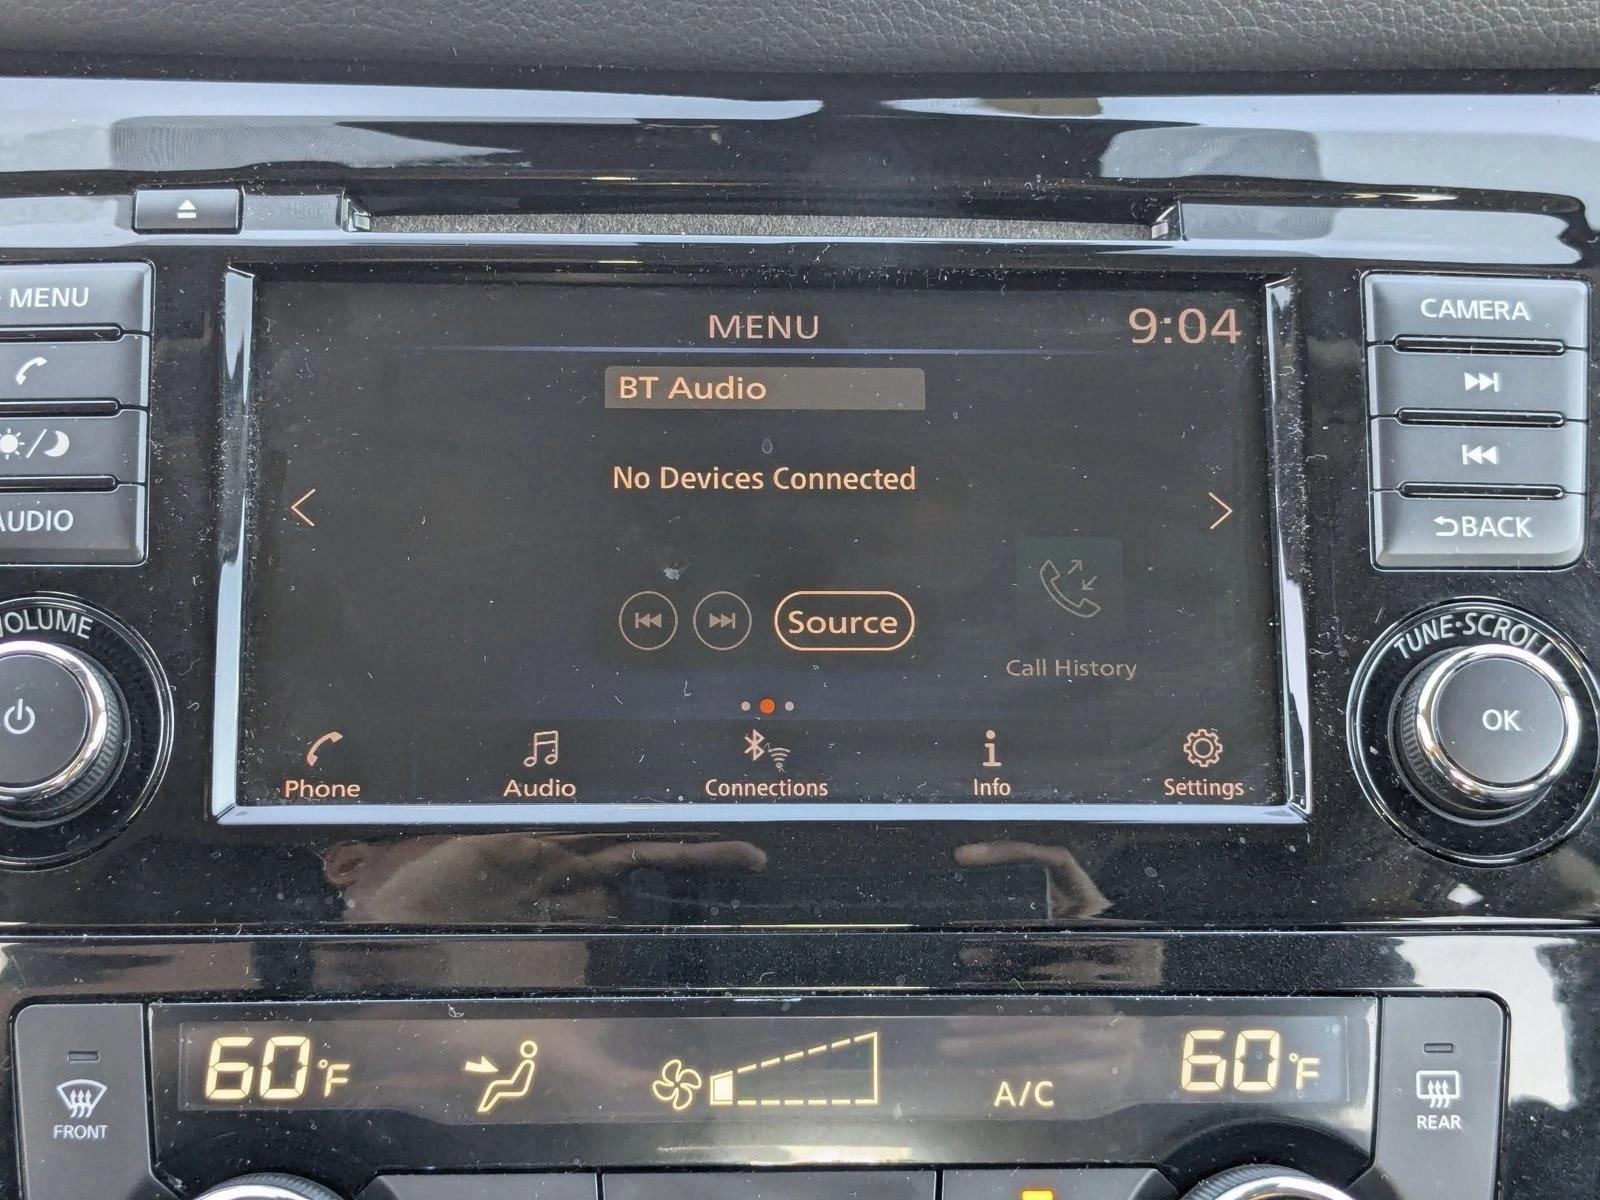 MENU
AUDIO
VOLUME
MENU
9:04
BT Audio
No Devices Connected
Source
Call History
Phone
Audio
Connections
Info
Settings
CAMERA
BACK
TUNE·SCROLL
OK
60°F
A/C
60°F
FRONT
REAR